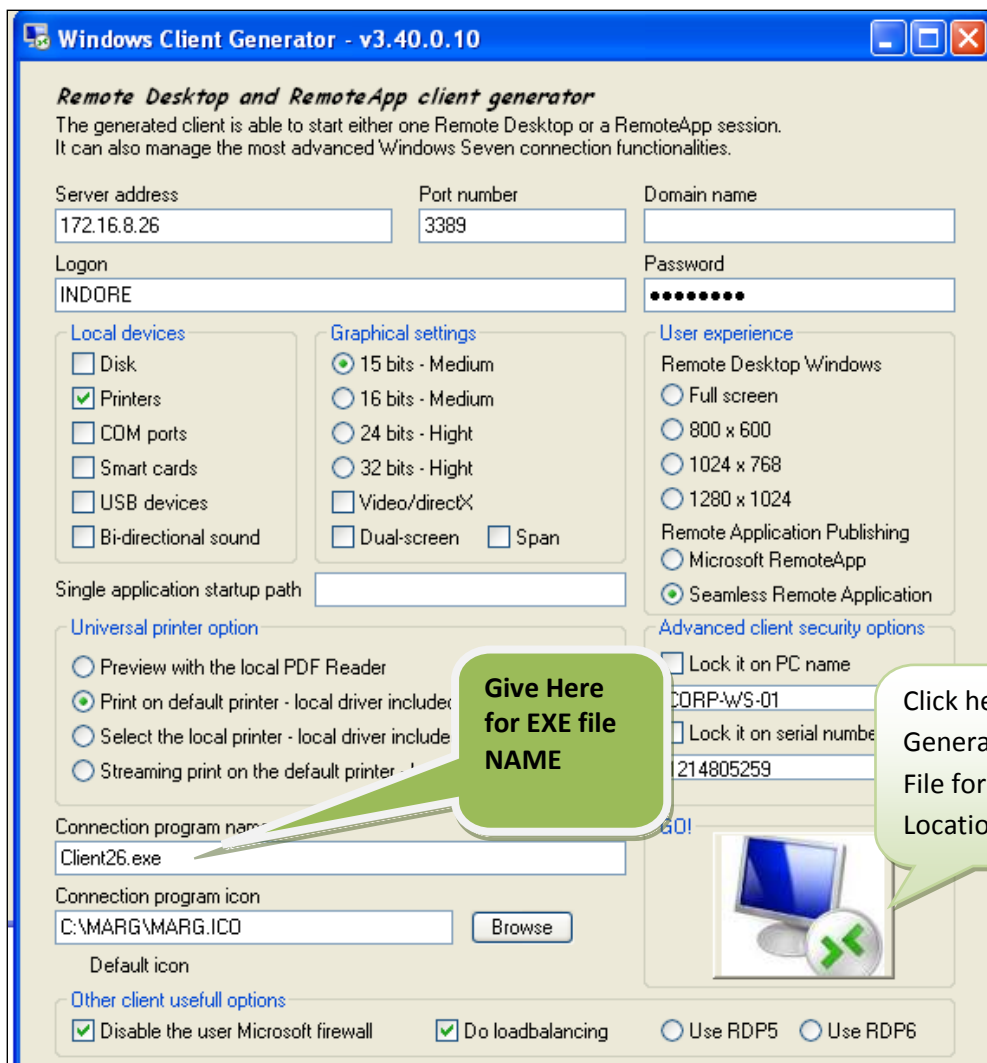 Windows Client Generator - v3.40.0.10
Remote Desktop and RemoteApp client generator
The generated client is able to start either one Remote Desktop or a RemoteApp session.
It can also manage the most advanced Windows Seven connection functionalities.
Server address
Port number
Domain name
172.16.8.26
3389
Logon
Password
INDORE
●●●●●●●●
Local devices
Disk
Printers
COM ports
Smart cards
USB devices
Bi-directional sound
Graphical settings
15 bits - Medium
16 bits - Medium
24 bits - Hight
32 bits - Hight
Video/directX
Dual-screen
Span
User experience
Remote Desktop Windows
Full screen
800 x 600
1024 x 768
1280 x 1024
Remote Application Publishing
Microsoft RemoteApp
Seamless Remote Application
Single application startup path
Universal printer option
Preview with the local PDF Reader
Print on default printer - local driver included
Select the local printer - local driver include
Streaming print on the default printer -
Advanced client security options
Lock it on PC name
CORP-WS-01
Lock it on serial numbe
1214805259
Give Here
for EXE file
NAME
Click he
Genera
File for
Locatio
Connection program name
Client26.exe
Connection program icon
C:\MARG\MARG.ICO
Browse
Default icon
GO!
Other client usefull options
Disable the user Microsoft firewall
Do loadbalancing
Use RDP5
Use RDP6